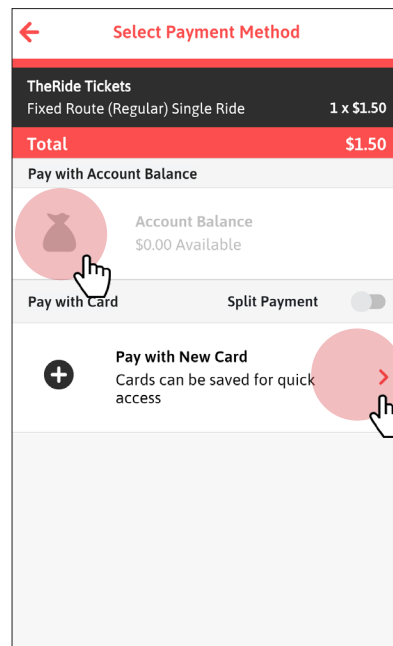 Select Payment Method
TheRide Tickets
Fixed Route (Regular) Single Ride 1 x $1.50
Total $1.50
Pay with Account Balance
Account Balance
$0.00 Available
Pay with Card Split Payment
Pay with New Card
Cards can be saved for quick
access